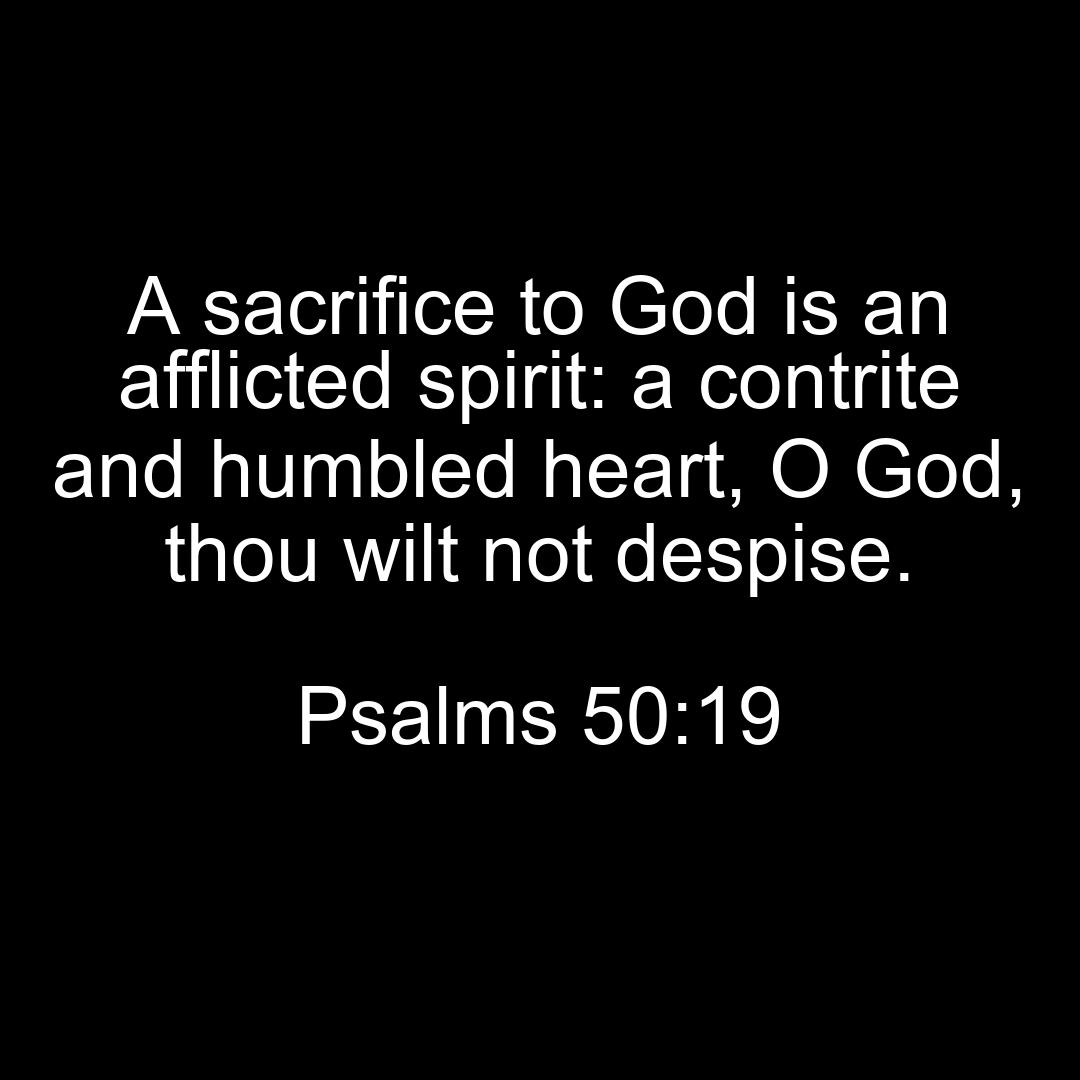 A sacrifice to God is an
afflicted spirit: a contrite
and humbled heart, O God,
thou wilt not despise.
Psalms 50:19